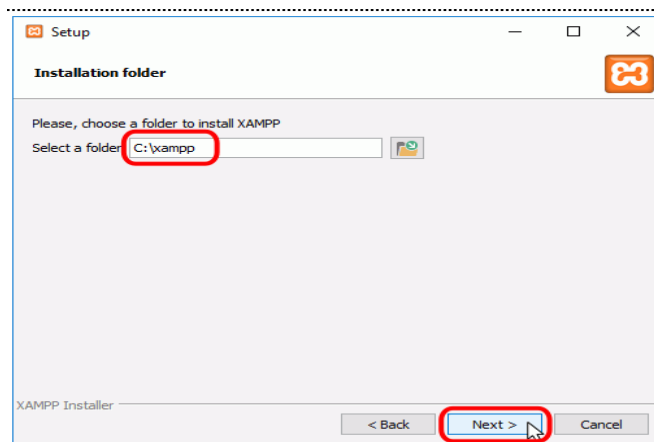 Setup
Installation folder
Please, choose a folder to install XAMPP
Select a folder C:\xampp
XAMPP Installer
< Back Next > Cancel